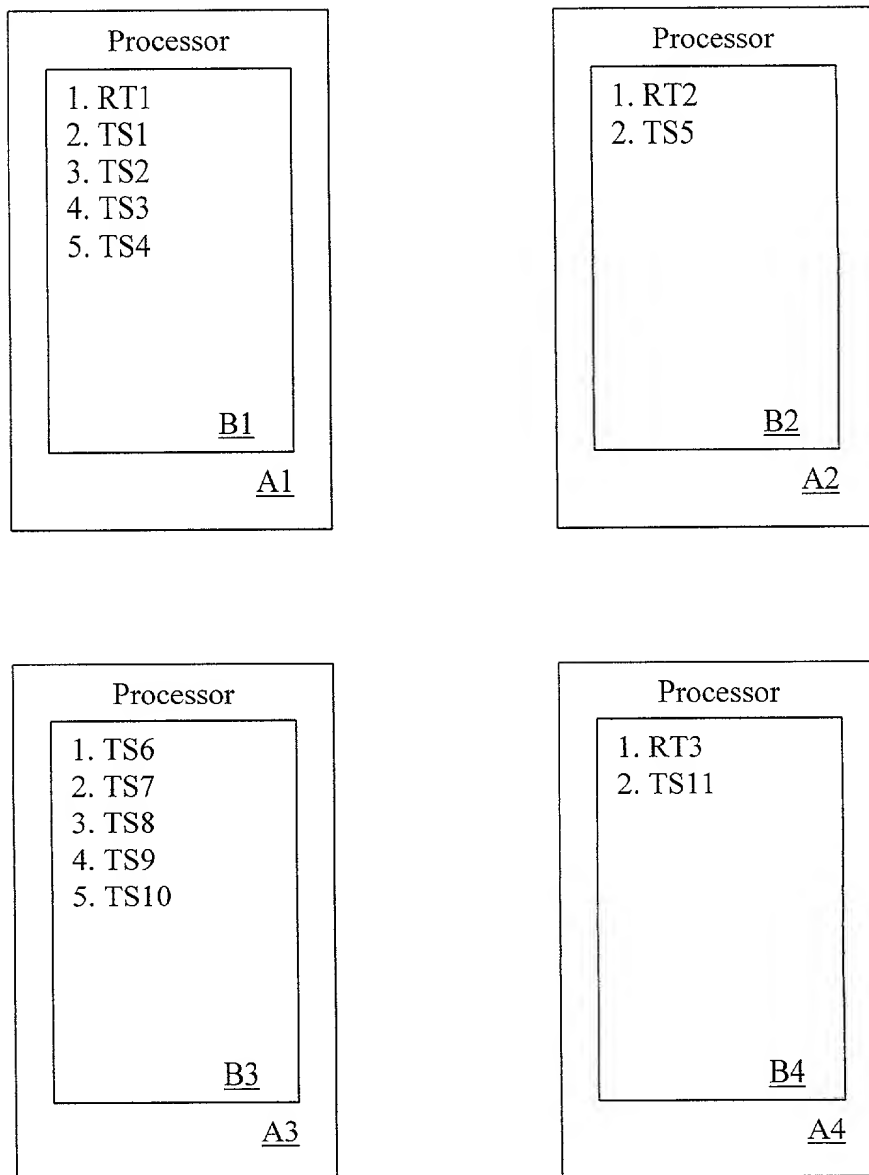 Processor
1. RT1
2. TS1
3. TS2
4. TS3
5. TS4
B1
A1
Processor
1. RT2
2. TS5
B2
A2
Processor
1. TS6
2. TS7
3. TS8
4. TS9
5. TS10
B3
A3
Processor
1. RT3
2. TS11
B4
A4